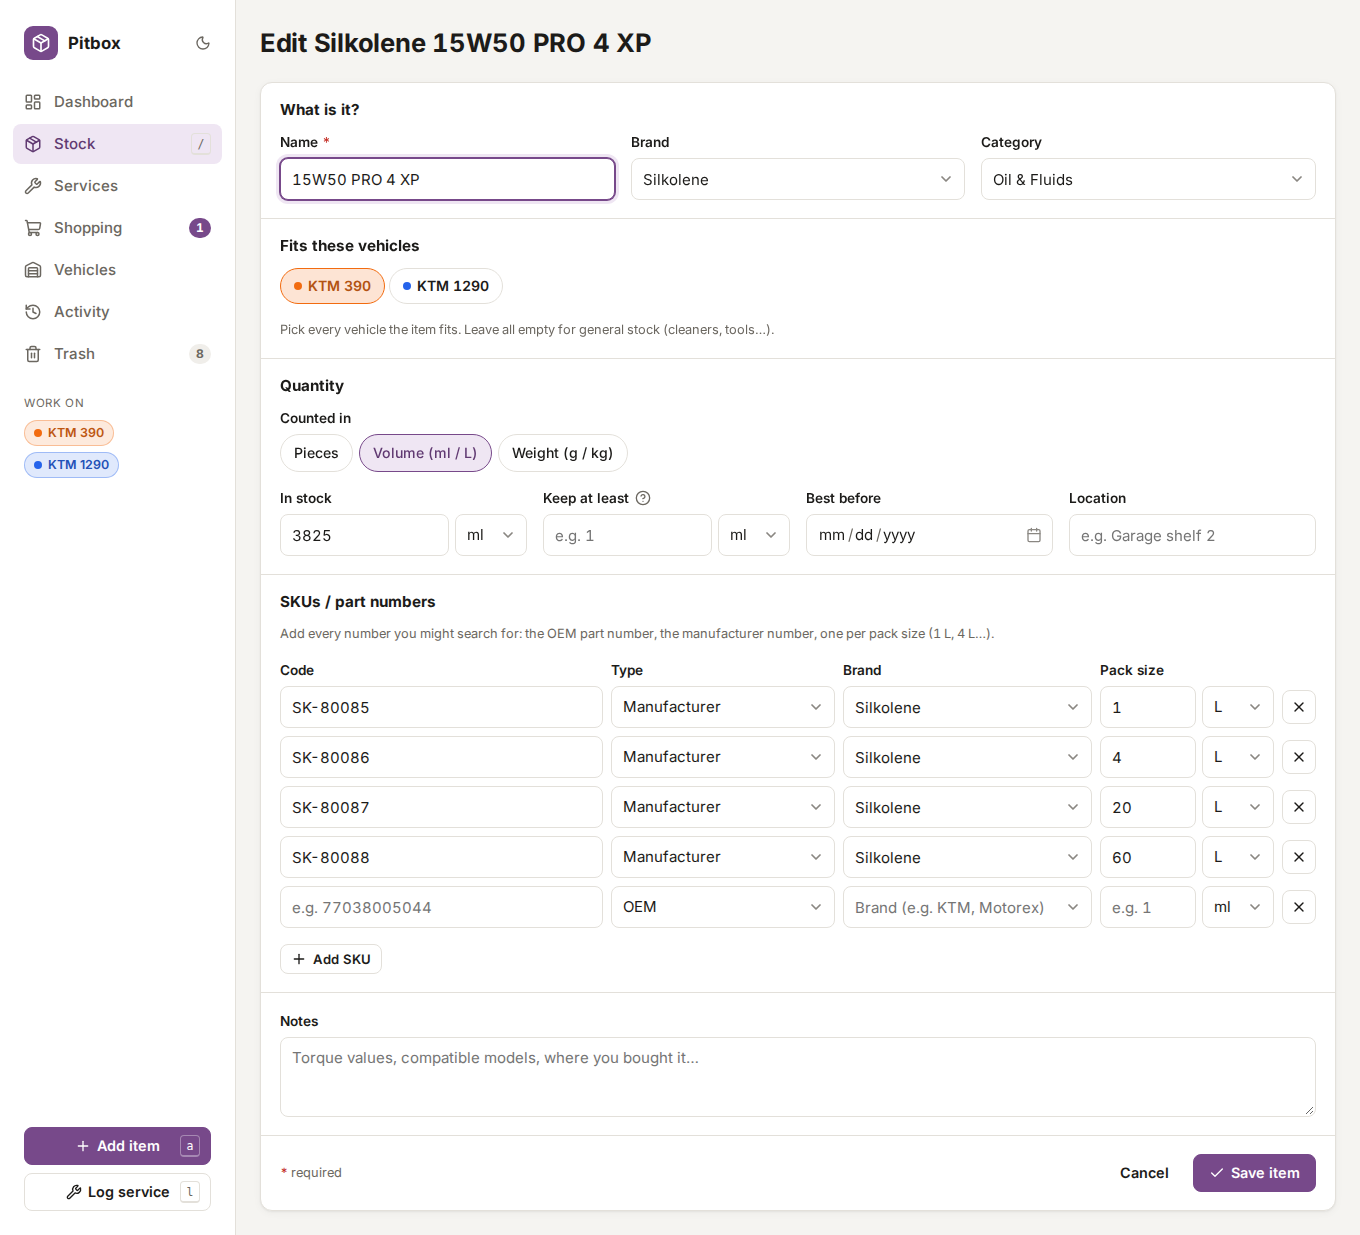 Pitbox
Dashboard
Stock /
Services
Shopping 1
Vehicles
Activity
Trash 8
WORK ON
KTM 390
KTM 1290
Add item a
Log service l
Edit Silkolene 15W50 PRO 4 XP
What is it?
Name * Brand Category
15W50 PRO 4 XP Silkolene Oil & Fluids
Fits these vehicles
KTM 390 KTM 1290
Pick every vehicle the item fits. Leave all empty for general stock (cleaners, tools...).
Quantity
Counted in
Pieces Volume (ml / L) Weight (g / kg)
In stock Keep at least ? Best before Location
3825 ml e.g. 1 ml mm/dd/yyyy e.g. Garage shelf 2
SKUs / part numbers
Add every number you might search for: the OEM part number, the manufacturer number, one per pack size (1 L, 4 L...).
Code Type Brand Pack size
SK-80085 Manufacturer Silkolene 1 L
SK-80086 Manufacturer Silkolene 4 L
SK-80087 Manufacturer Silkolene 20 L
SK-80088 Manufacturer Silkolene 60 L
e.g. 77038005044 OEM Brand (e.g. KTM, Motorex) e.g. 1 ml
Add SKU
Notes
Torque values, compatible models, where you bought it...
* required Cancel Save item